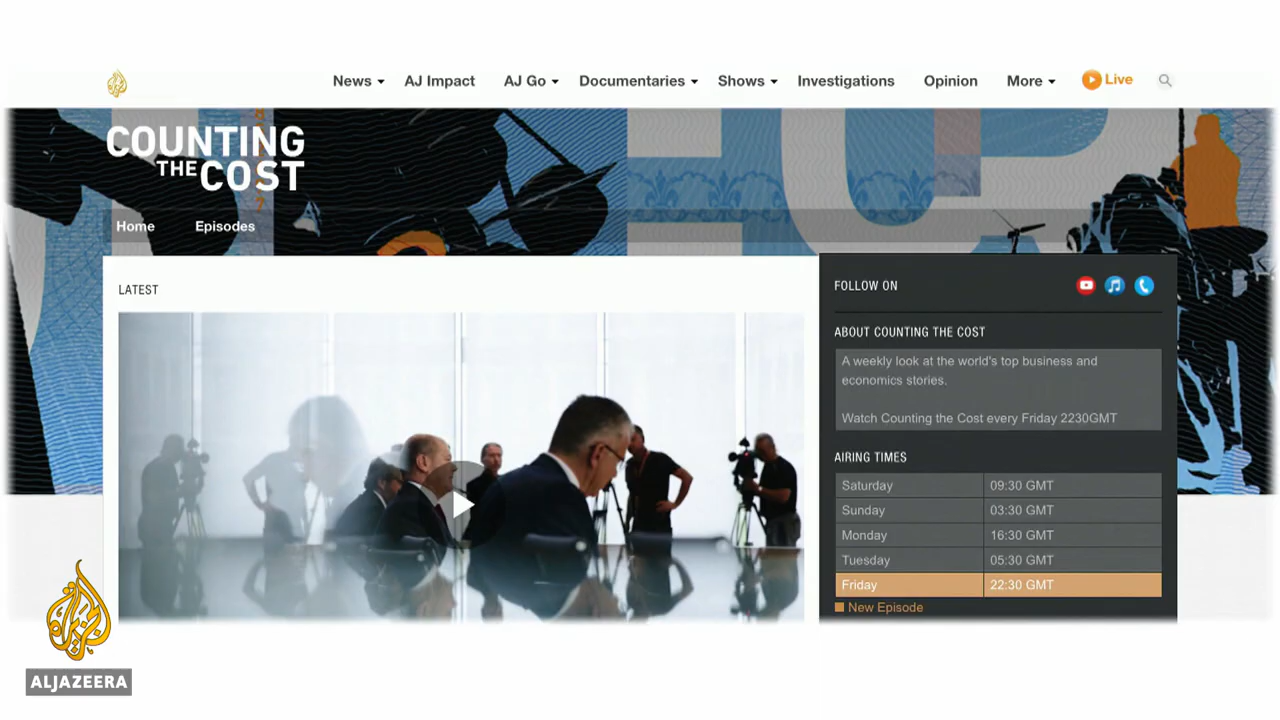 News AJ Impact AJ Go Documentaries Shows Investigations Opinion More Live
COUNTING
THE COST
Home Episodes
LATEST
FOLLOW ON
ABOUT COUNTING THE COST
A weekly look at the world's top business and
economics stories.
Watch Counting the Cost every Friday 2230GMT
AIRING TIMES
Saturday 09:30 GMT
Sunday 03:30 GMT
Monday 16:30 GMT
Tuesday 05:30 GMT
Friday 22:30 GMT
New Episode
الجزيرة
ALJAZEERA